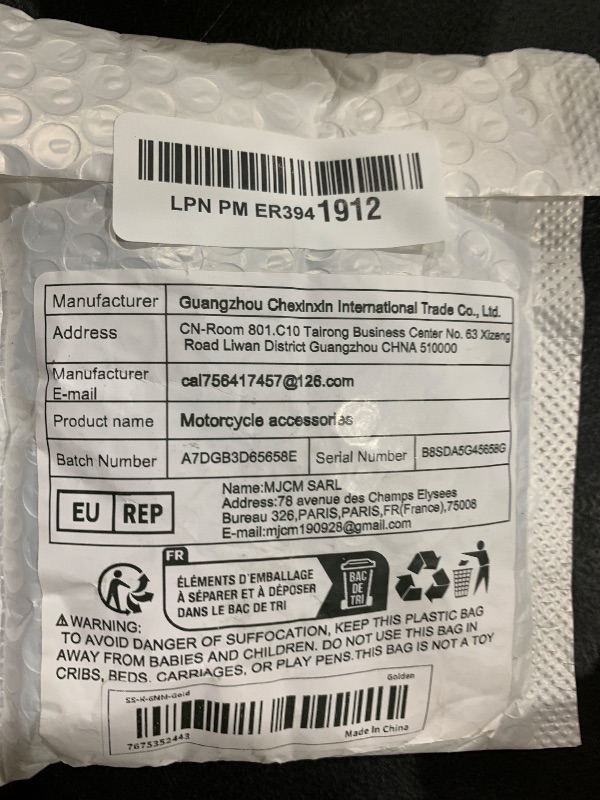 LPN PM ER3941912
Manufacturer Guangzhou Chexinxin International Trade Co., Ltd.
Address CN-Room 801.C10 Tairong Business Center No. 63 Xizeng
Road Liwan District Guangzhou CHNA 510000
Manufacturer
E-mail cal756417457@126.com
Product name Motorcycle accessories
Batch Number A7DGB3D65658E Serial Number B8SDA5G45658G
EU REP
Name:MJCM SARL
Address:78 avenue des Champs Elysees
Bureau 326,PARIS,PARIS,FR(France),75008
E-mail:mjcm190928@gmail.com
FR
ÉLÉMENTS D'EMBALLAGE
À SÉPARER ET À DÉPOSER
DANS LE BAC DE TRI
BAC
DE
TRI
WARNING:
TO AVOID DANGER OF SUFFOCATION, KEEP THIS PLASTIC BAG
AWAY FROM BABIES AND CHILDREN. DO NOT USE THIS BAG IN
CRIBS, BEDS. CARRIAGES, OR PLAY PENS.THIS BAG IS NOT A TOY
SS-K-6NN-Gold Golden
7675352443 Made In China